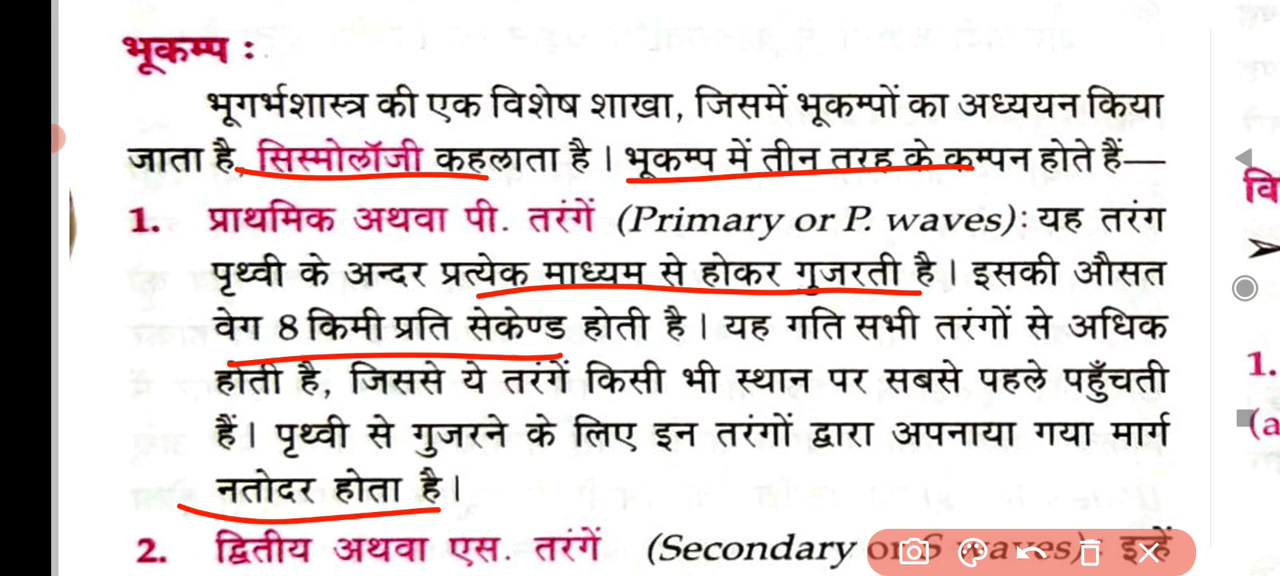 भूकम्प :
भूगर्भशास्त्र की एक विशेष शाखा, जिसमें भूकम्पों का अध्ययन किया
जाता है, सिस्मोलॉजी कहलाता है। भूकम्प में तीन तरह के कम्पन होते हैं—
1. प्राथमिक अथवा पी. तरंगें (Primary or P. waves): यह तरंग
पृथ्वी के अन्दर प्रत्येक माध्यम से होकर गुजरती है। इसकी औसत
वेग 8 किमी प्रति सेकेण्ड होती है। यह गति सभी तरंगों से अधिक
होती है, जिससे ये तरंगें किसी भी स्थान पर सबसे पहले पहुँचती
हैं। पृथ्वी से गुजरने के लिए इन तरंगों द्वारा अपनाया गया मार्ग
नतोदर होता है।
2. द्वितीय अथवा एस. तरंगें (Secondary or S waves): इन्हें
वि
1.
(a